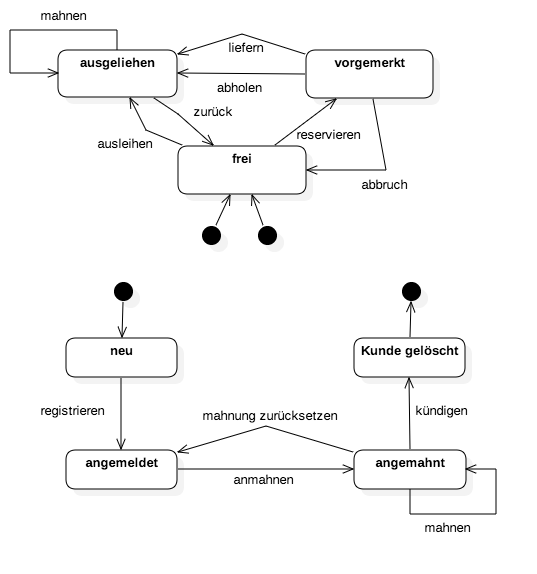 mahnen
liefern
ausgeliehen
vorgemerkt
abholen
zurück
reservieren
ausleihen
frei
abbruch
neu
Kunde gelöscht
registrieren
mahnung zurücksetzen
kündigen
angemeldet
angemahnt
anmahnen
mahnen